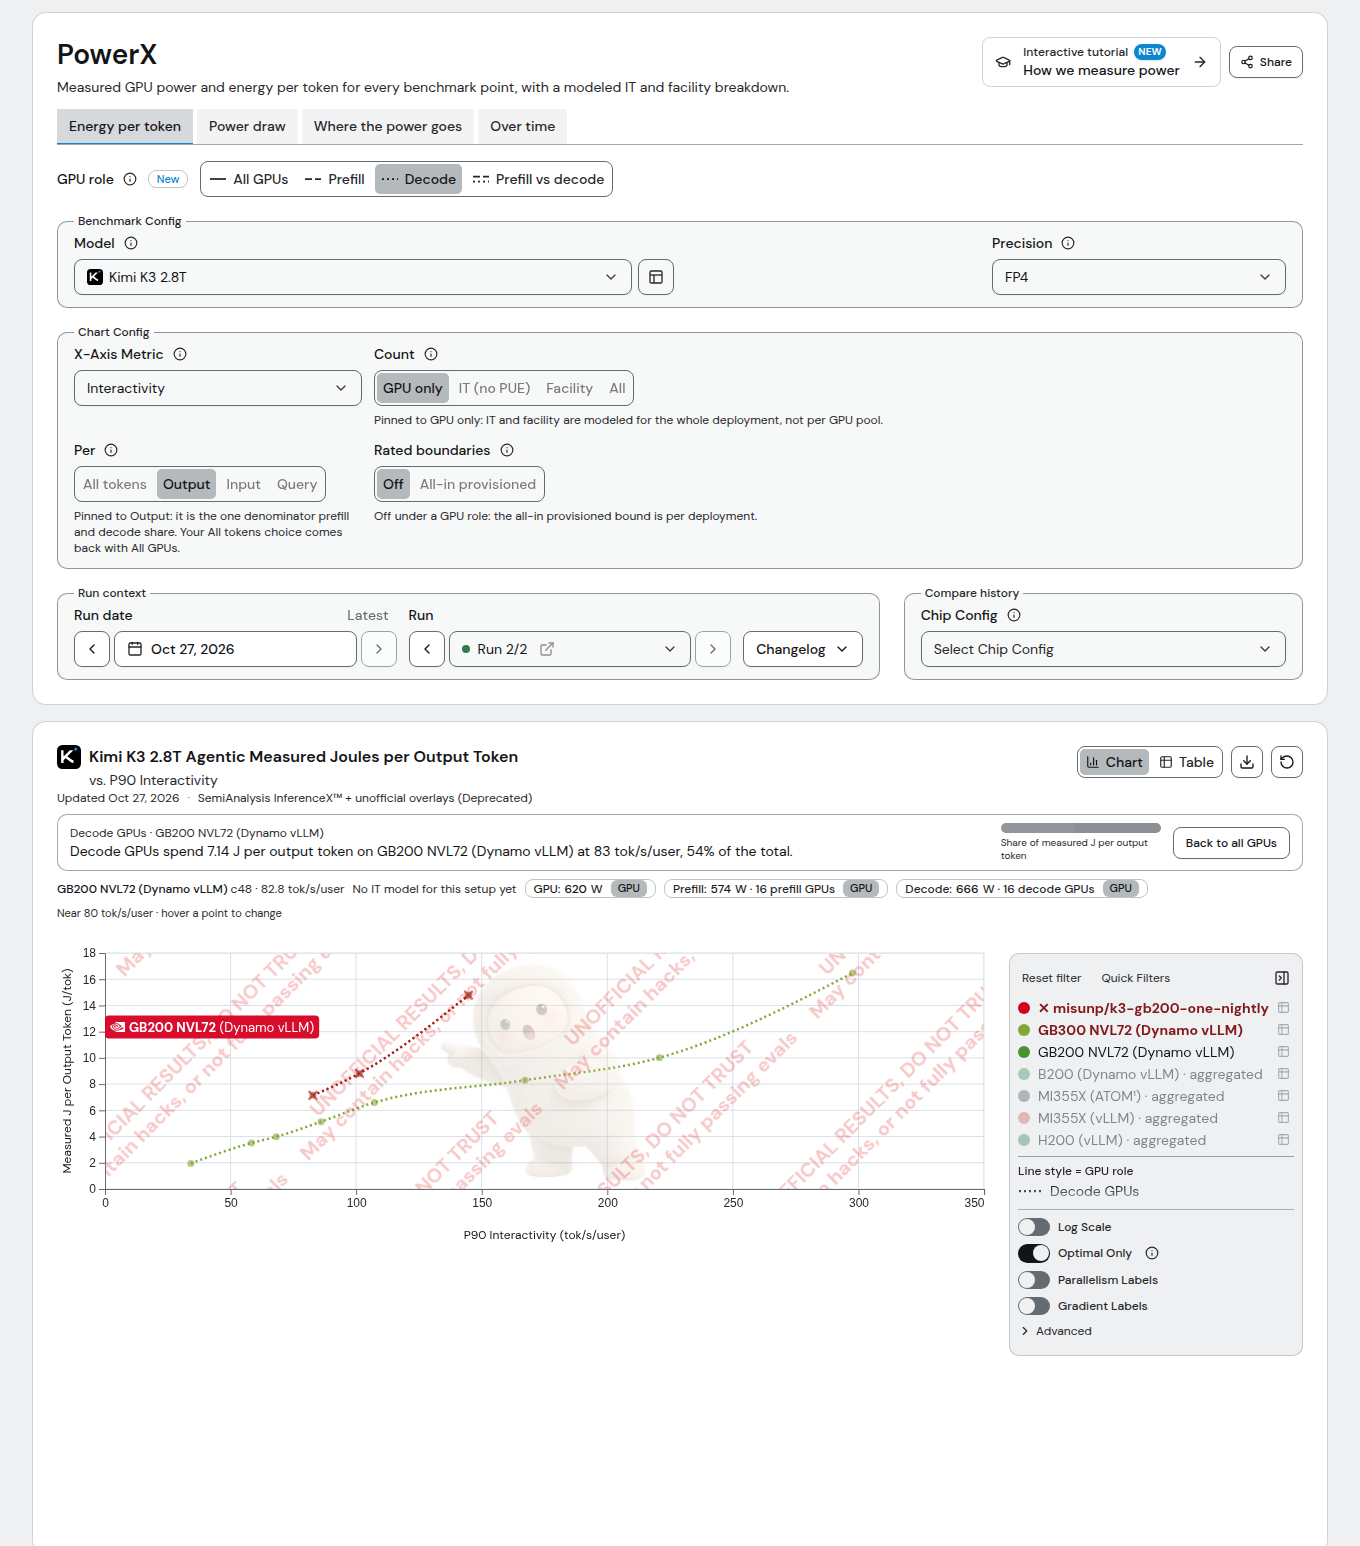 PowerX
Measured GPU power and energy per token for every benchmark point, with a modeled IT and facility breakdown.
Interactive tutorial NEW
How we measure power
Share
Energy per token
Power draw
Where the power goes
Over time
GPU role New
All GPUs
Prefill
Decode
Prefill vs decode
Benchmark Config
Model
Kimi K3 2.8T
Precision
FP4
Chart Config
X-Axis Metric
Interactivity
Count
GPU only IT (no PUE) Facility All
Pinned to GPU only: IT and facility are modeled for the whole deployment, not per GPU pool.
Per
All tokens Output Input Query
Pinned to Output: it is the one denominator prefill
and decode share. Your All tokens choice comes
back with All GPUs.
Rated boundaries
Off All-in provisioned
Off under a GPU role: the all-in provisioned bound is per deployment.
Run context
Run date Latest
Oct 27, 2026
Run
Run 2/2
Changelog
Compare history
Chip Config
Select Chip Config
Kimi K3 2.8T Agentic Measured Joules per Output Token
vs. P90 Interactivity
Updated Oct 27, 2026 · SemiAnalysis InferenceX™ + unofficial overlays (Deprecated)
Chart Table
Decode GPUs · GB200 NVL72 (Dynamo vLLM)
Decode GPUs spend 7.14 J per output token on GB200 NVL72 (Dynamo vLLM) at 83 tok/s/user, 54% of the total.
Share of measured J per output
token
Back to all GPUs
GB200 NVL72 (Dynamo vLLM) c48 · 82.8 tok/s/user No IT model for this setup yet GPU: 620 W GPU Prefill: 574 W · 16 prefill GPUs GPU Decode: 666 W · 16 decode GPUs GPU
Near 80 tok/s/user · hover a point to change
Measured J per Output Token (J/tok)
18
16
14
12
10
8
6
4
2
0
GB200 NVL72 (Dynamo vLLM)
UNOFFICIAL RESULTS, DO NOT TRUST
May contain hacks, or not fully passing evals
0 50 100 150 200 250 300 350
P90 Interactivity (tok/s/user)
Reset filter Quick Filters
✕ misunp/k3-gb200-one-nightly
GB300 NVL72 (Dynamo vLLM)
GB200 NVL72 (Dynamo vLLM)
B200 (Dynamo vLLM) · aggregated
MI355X (ATOM¹) · aggregated
MI355X (vLLM) · aggregated
H200 (vLLM) · aggregated
Line style = GPU role
Decode GPUs
Log Scale
Optimal Only
Parallelism Labels
Gradient Labels
Advanced